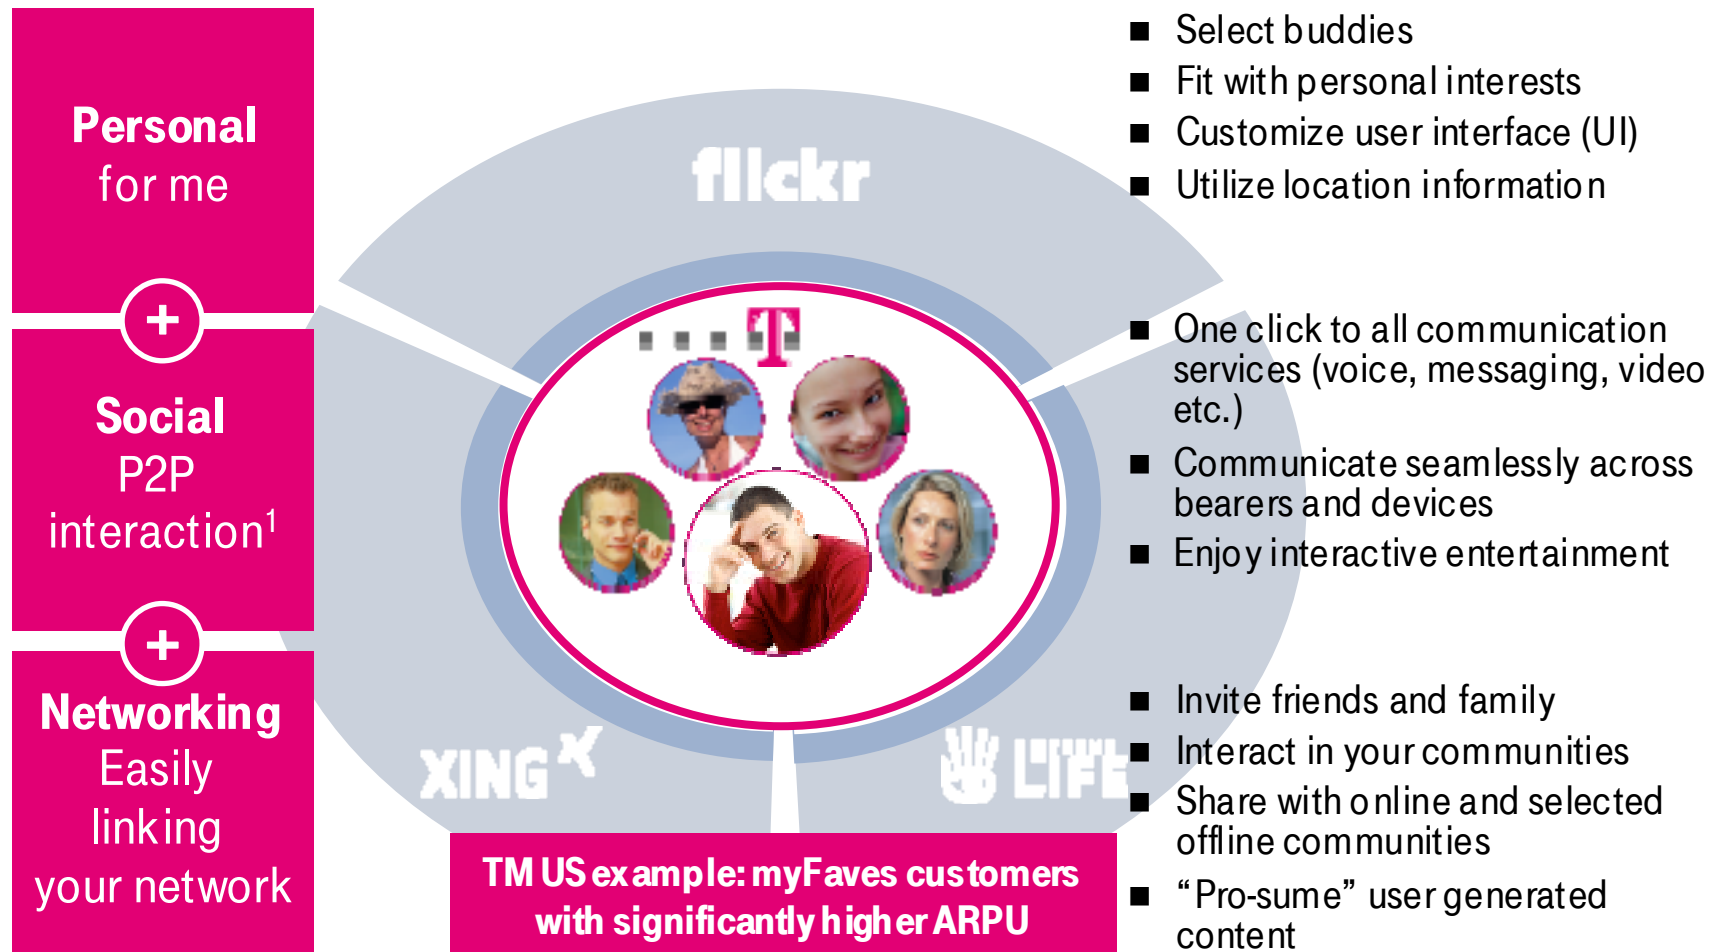 Personal
for me
+
Social
P2P
interaction¹
+
Networking
Easily
linking
your network
flickr
T
XING
LIFE
TM US example: myFaves customers
with significantly higher ARPU
■ Select buddies
■ Fit with personal interests
■ Customize user interface (UI)
■ Utilize location information
■ One click to all communication
services (voice, messaging, video
etc.)
■ Communicate seamlessly across
bearers and devices
■ Enjoy interactive entertainment
■ Invite friends and family
■ Interact in your communities
■ Share with online and selected
offline communities
■ “Pro-sume” user generated
content